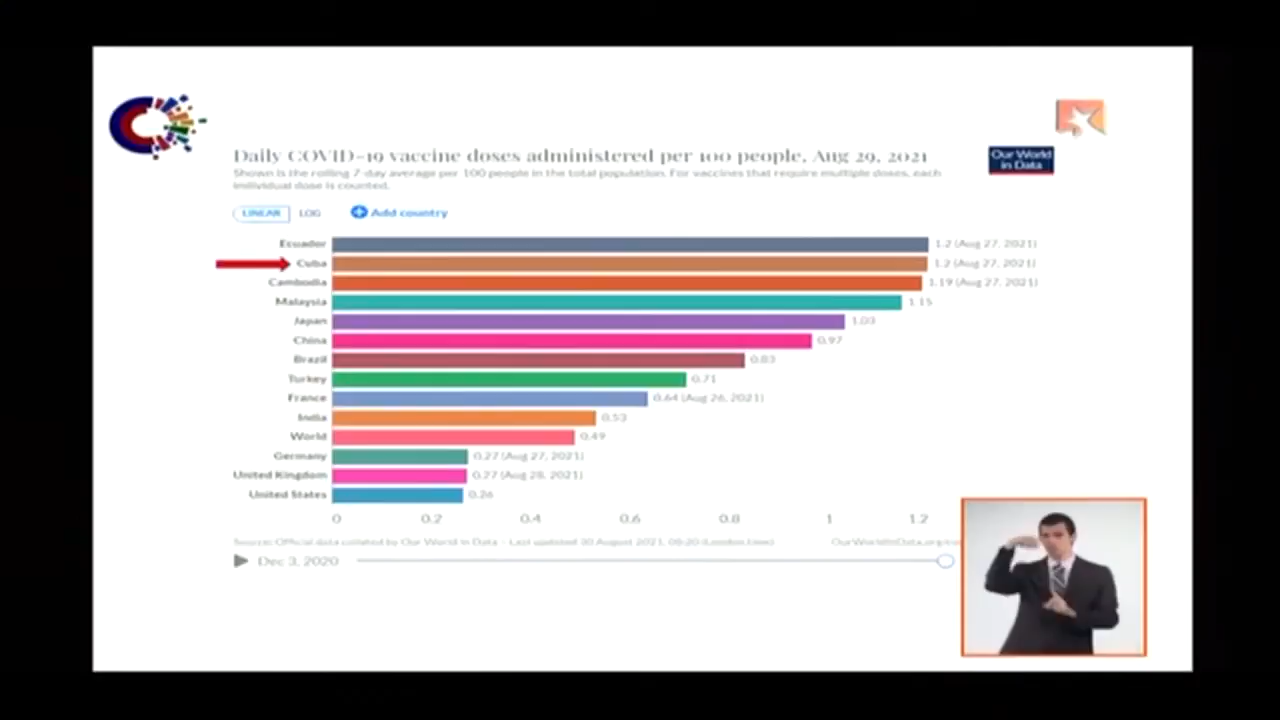 Daily COVID-19 vaccine doses administered per 100 people, Aug 29, 2021
Our World
in Data
Shown is the rolling 7-day average per 100 people in the total population. For vaccines that require multiple doses, each
individual dose is counted.
LINEAR LOG Add country
Ecuador 1.2 (Aug 27, 2021)
Cuba 1.2 (Aug 27, 2021)
Cambodia 1.19 (Aug 27, 2021)
Malaysia 1.15
Japan 1.03
China 0.97
Brazil 0.83
Turkey 0.71
France 0.64 (Aug 26, 2021)
India 0.53
World 0.49
Germany 0.27 (Aug 27, 2021)
United Kingdom 0.27 (Aug 28, 2021)
United States 0.26
0 0.2 0.4 0.6 0.8 1 1.2
Source: Official data collated by Our World in Data – Last updated 30 August 2021, 08:20 (London time)
Dec 3, 2020